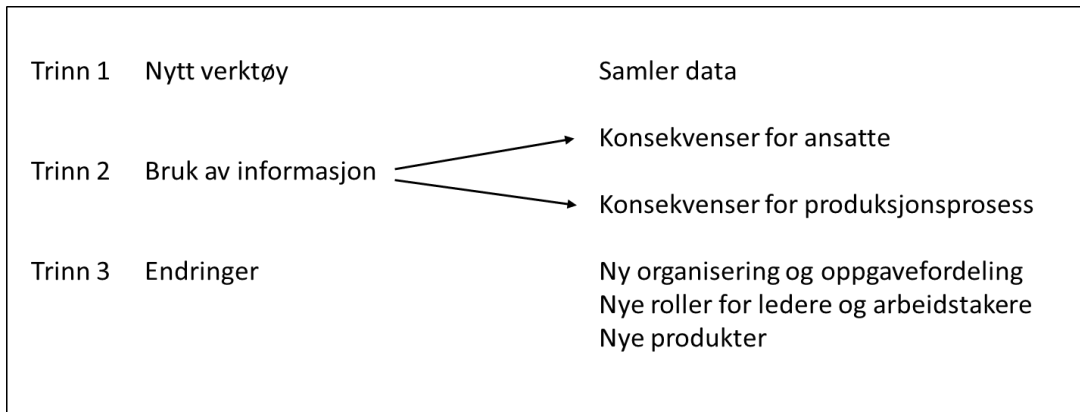 Trinn 1 Nytt verktøy Samler data
Konsekvenser for ansatte
Trinn 2 Bruk av informasjon
Konsekvenser for produksjonsprosess
Trinn 3 Endringer Ny organisering og oppgavefordeling
Nye roller for ledere og arbeidstakere
Nye produkter